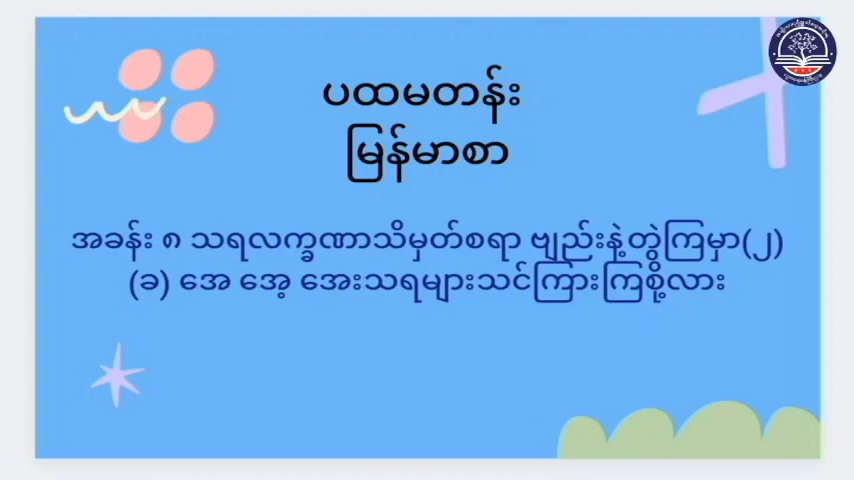 ပထမတန်း
မြန်မာစာ
အခန်း ၈ သရလက္ခဏာသိမှတ်စရာ ဗျည်းနဲ့တွဲကြမှာ(၂)
(ခ) အေ အေ့ အေးသရများသင်ကြားကြစို့လား